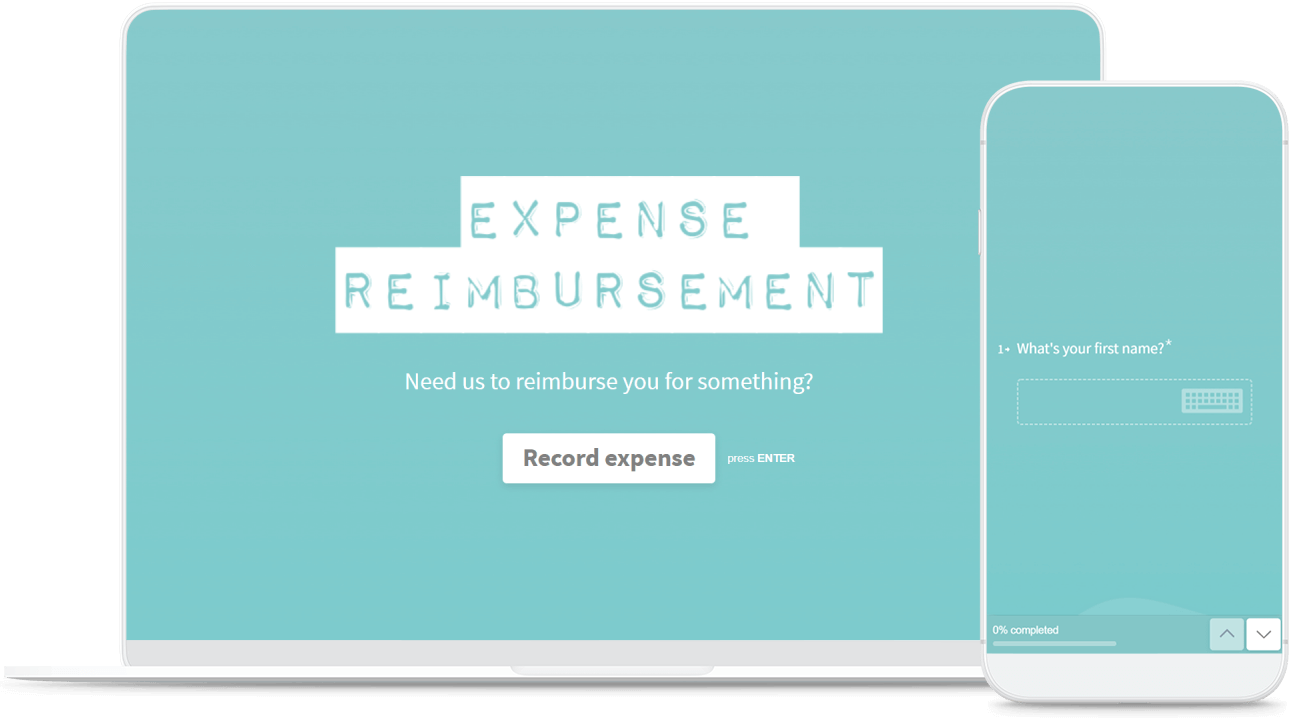 EXPENSE
REIMBURSEMENT
Need us to reimburse you for something?
Record expense press ENTER
1→ What's your first name?*
0% completed